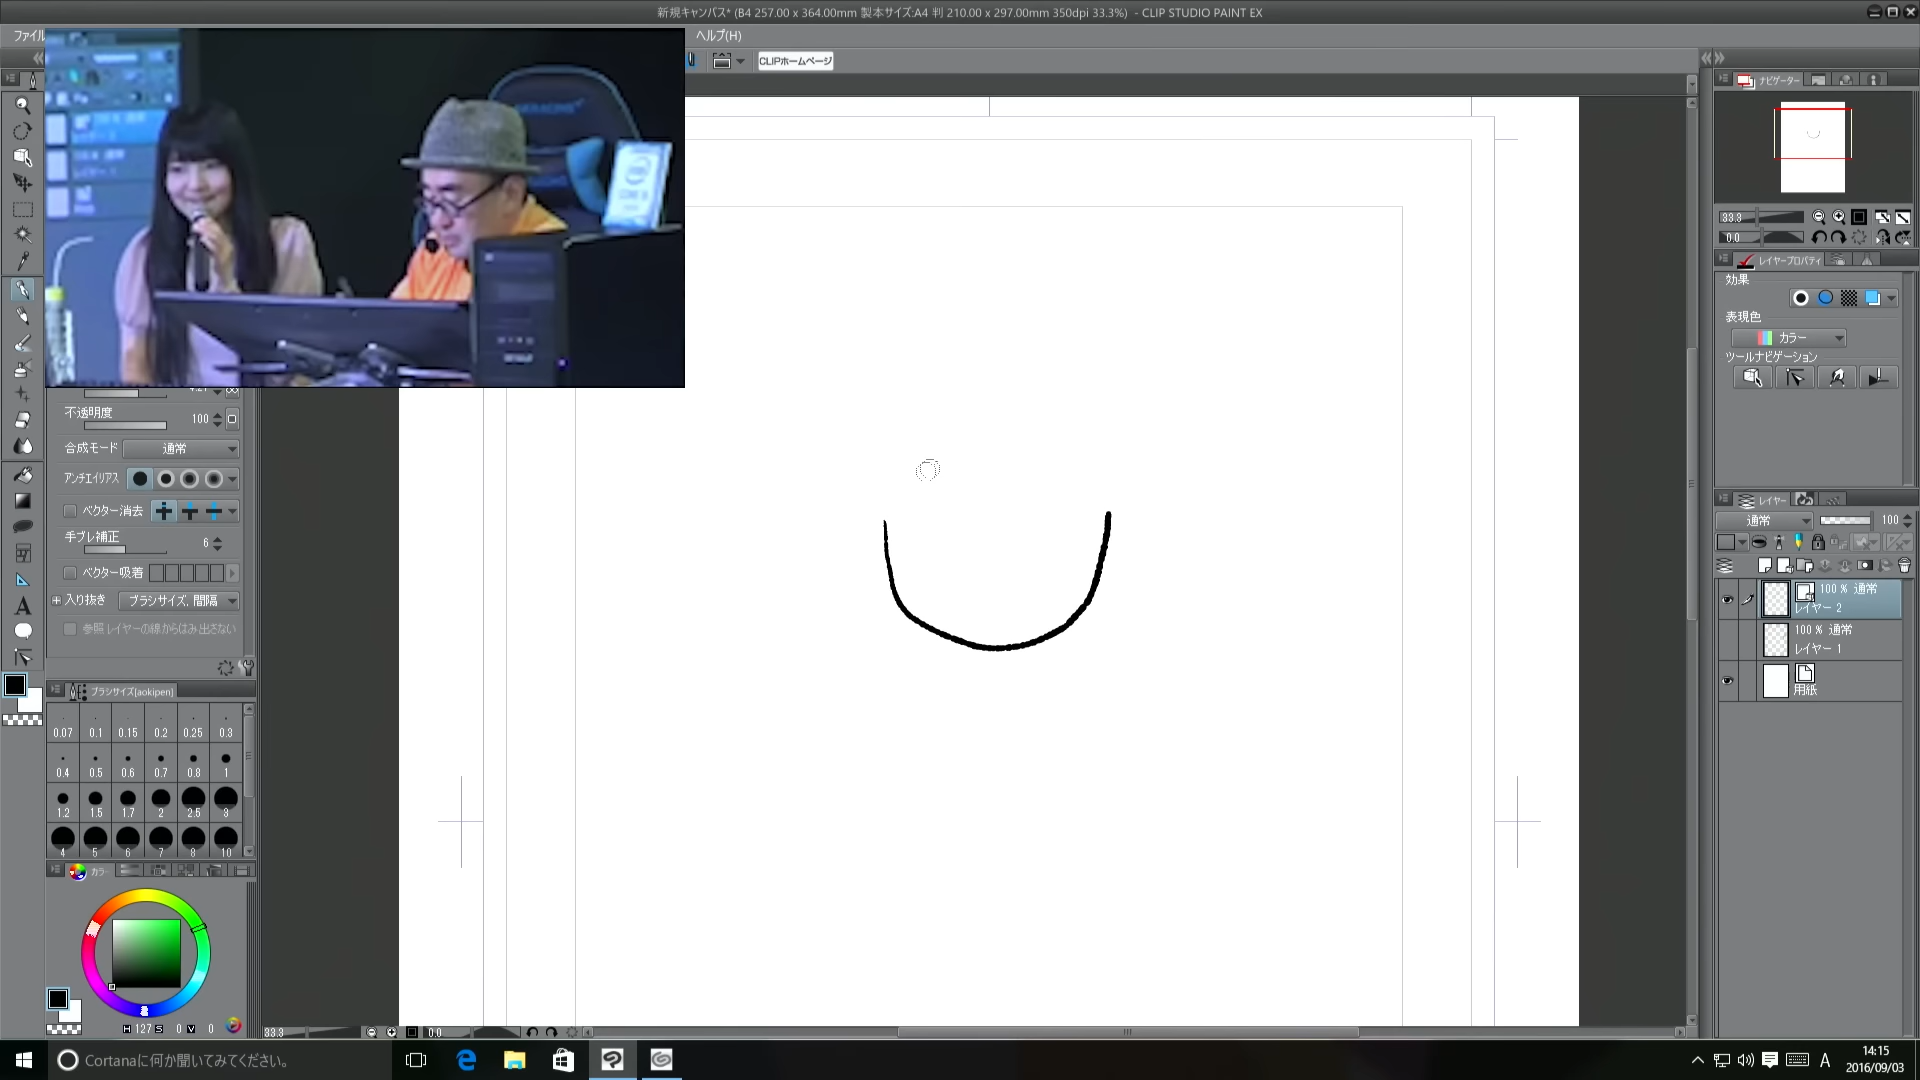 新規キャンバス* (B4 257.00 x 364.00mm 製本サイズ:A4 判 210.00 x 297.00mm 350dpi 33.3%) - CLIP STUDIO PAINT EX
ファイル
ヘルプ(H)
CLIPホームページ
ナビゲーター
33.3
0.0
レイヤープロパティ
効果
表現色
カラー
ツールナビゲーション
不透明度
100
合成モード
通常
アンチエイリアス
ベクター消去
手ブレ補正
6
ベクター吸着
入り抜き
ブラシサイズ, 間隔
参照レイヤーの線からはみ出さない
レイヤー
通常
100
100 % 通常
レイヤー 2
100 % 通常
レイヤー 1
用紙
ブラシサイズ[aokipen]
0.07 0.1 0.15 0.2 0.25 0.3
0.4 0.5 0.6 0.7 0.8 1
1.2 1.5 1.7 2 2.5 3
4 5 6 7 8 10
カラー
H 127 S 0 V 0
33.3
0.0
Cortanaに何か聞いてみてください。
A
14:15
2016/09/03